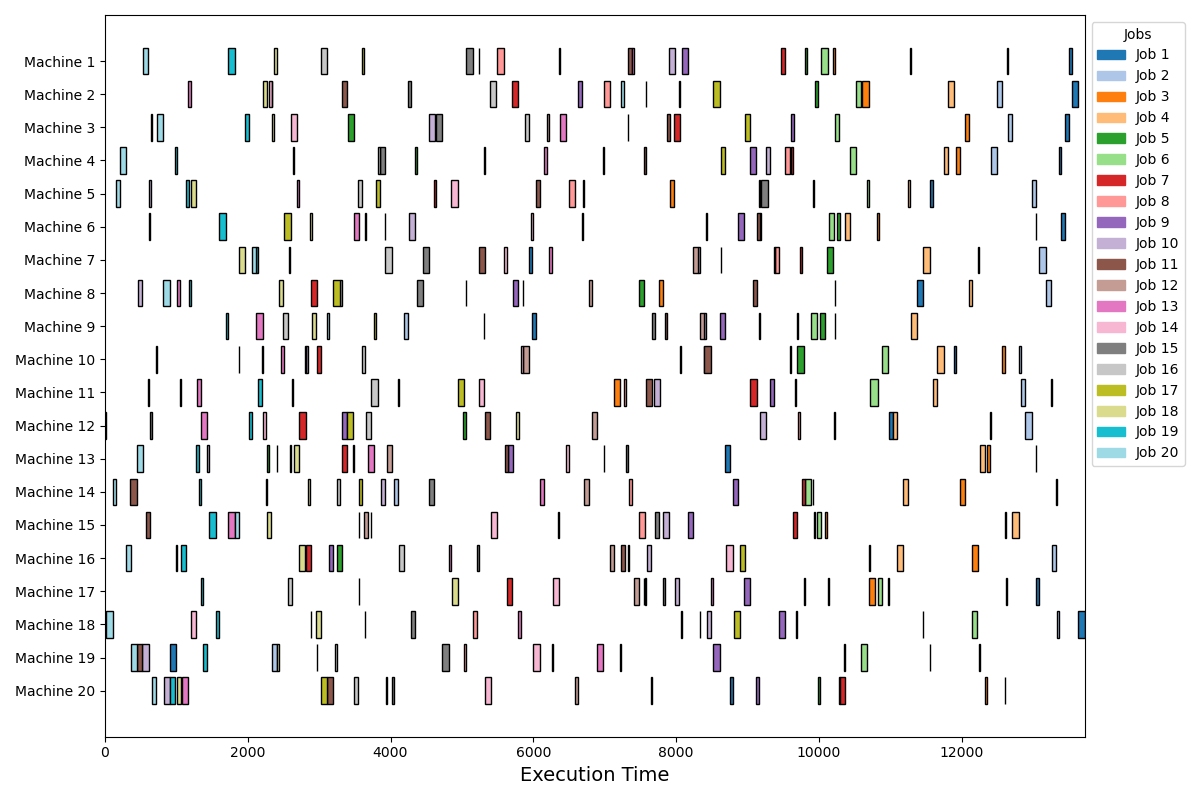 Machine 1
Machine 2
Machine 3
Machine 4
Machine 5
Machine 6
Machine 7
Machine 8
Machine 9
Machine 10
Machine 11
Machine 12
Machine 13
Machine 14
Machine 15
Machine 16
Machine 17
Machine 18
Machine 19
Machine 20
0 2000 4000 6000 8000 10000 12000
Execution Time
Jobs
Job 1
Job 2
Job 3
Job 4
Job 5
Job 6
Job 7
Job 8
Job 9
Job 10
Job 11
Job 12
Job 13
Job 14
Job 15
Job 16
Job 17
Job 18
Job 19
Job 20